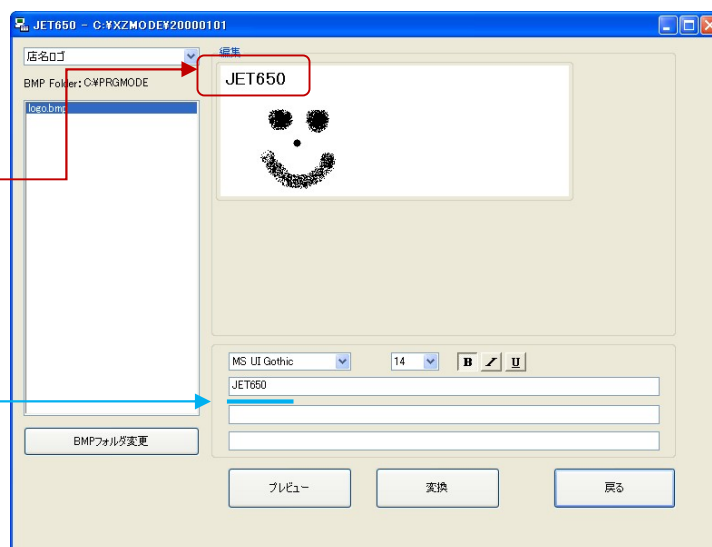 JET650 - C:¥XZMODE¥20000101
店名ロゴ
BMP Folder: C:¥PRGMODE
logo.bmp
BMPフォルダ変更
編集
JET650
MS UI Gothic
14
B I U
JET650
プレビュー
変換
戻る